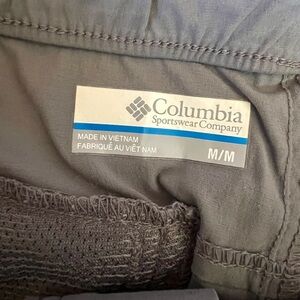 Columbia
Sportswear Company
MADE IN VIETNAM
FABRIQUÉ AU VIÊT NAM
M/M